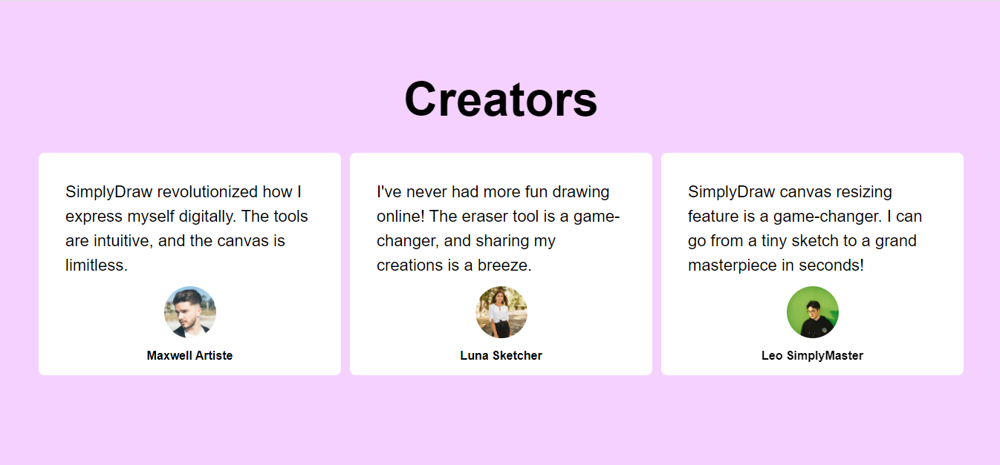 Creators
SimplyDraw revolutionized how I
express myself digitally. The tools
are intuitive, and the canvas is
limitless.
Maxwell Artiste
I've never had more fun drawing
online! The eraser tool is a game-
changer, and sharing my
creations is a breeze.
Luna Sketcher
SimplyDraw canvas resizing
feature is a game-changer. I can
go from a tiny sketch to a grand
masterpiece in seconds!
Leo SimplyMaster